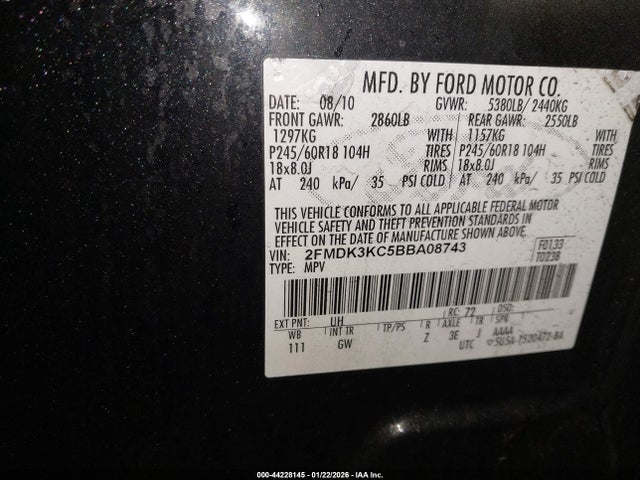 MFD. BY FORD MOTOR CO.
DATE: 08/10 GVWR: 5380LB/ 2440KG
FRONT GAWR: 2860LB REAR GAWR: 2550LB
1297KG WITH 1157KG WITH
P245/60R18 104H TIRES P245/60R18 104H TIRES
18x8.0J RIMS 18x8.0J RIMS
AT 240 kPa/ 35 PSI COLD AT 240 kPa/ 35 PSI COLD
THIS VEHICLE CONFORMS TO ALL APPLICABLE FEDERAL MOTOR
VEHICLE SAFETY AND THEFT PREVENTION STANDARDS IN
EFFECT ON THE DATE OF MANUFACTURE SHOWN ABOVE.
VIN: 2FMDK3KC5BBA08743 F0133
TYPE: MPV T0238
RC: 72 DSO:
EXT PNT: UH
WB INT TR TP/PS R AXLE TR SPR
111 GW Z 3E J AAAA
UTC
000-44228145 - 01/22/2026 - IAA Inc.